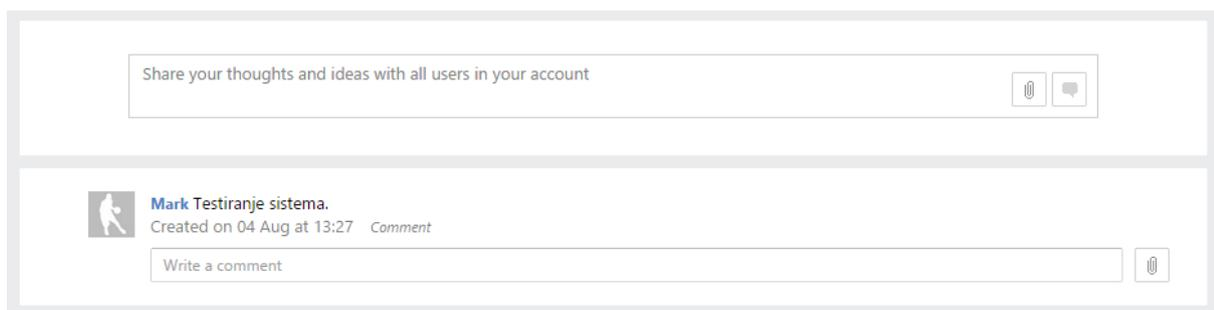 Share your thoughts and ideas with all users in your account
Mark Testiranje sistema.
Created on 04 Aug at 13:27 Comment
Write a comment